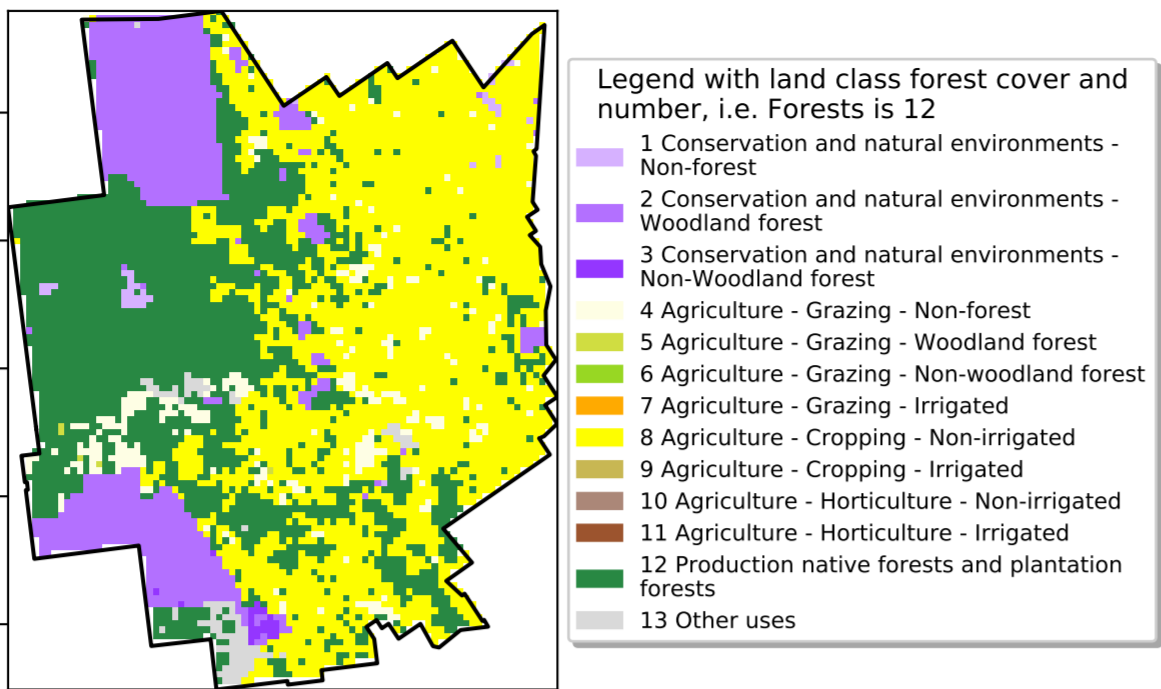 Legend with land class forest cover and
number, i.e. Forests is 12
1 Conservation and natural environments -
Non-forest
2 Conservation and natural environments -
Woodland forest
3 Conservation and natural environments -
Non-Woodland forest
4 Agriculture - Grazing - Non-forest
5 Agriculture - Grazing - Woodland forest
6 Agriculture - Grazing - Non-woodland forest
7 Agriculture - Grazing - Irrigated
8 Agriculture - Cropping - Non-irrigated
9 Agriculture - Cropping - Irrigated
10 Agriculture - Horticulture - Non-irrigated
11 Agriculture - Horticulture - Irrigated
12 Production native forests and plantation
forests
13 Other uses